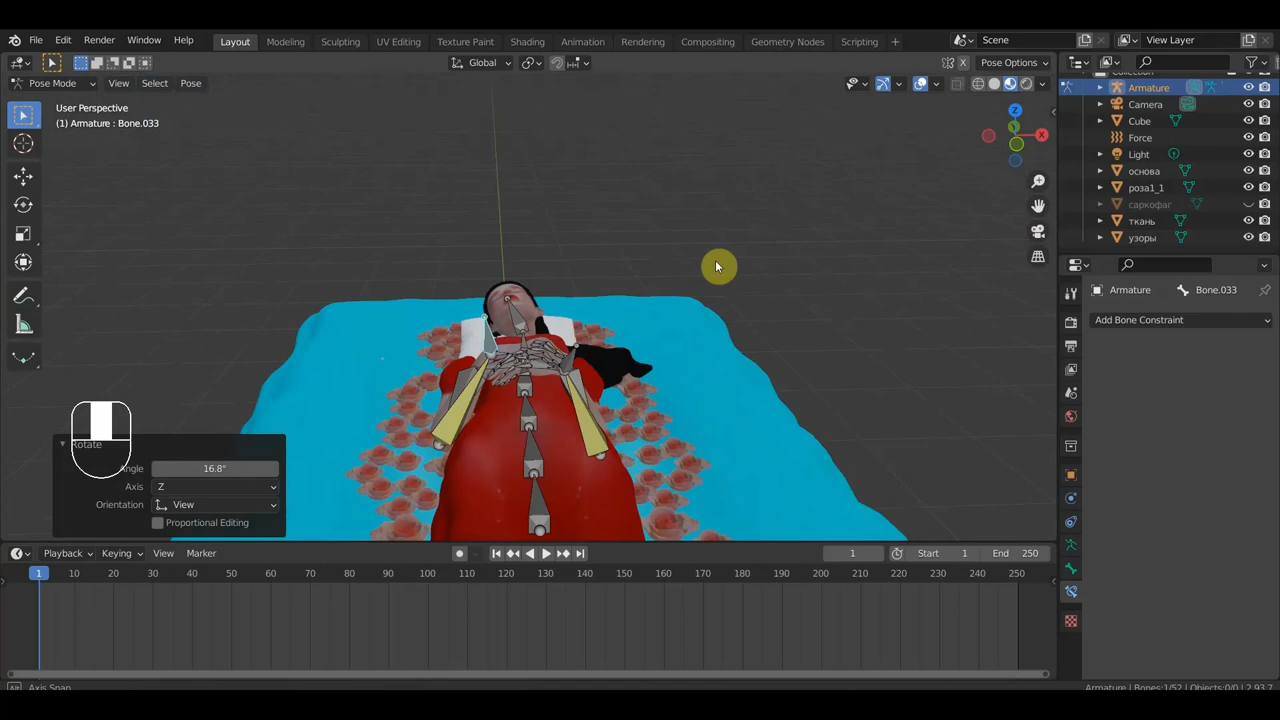 File Edit Render Window Help Layout Modeling Sculpting UV Editing Texture Paint Shading Animation Rendering Compositing Geometry Nodes Scripting + Scene View Layer
Global X Pose Options
Pose Mode View Select Pose
User Perspective
(1) Armature : Bone.033
Z
Y
X
Armature
Camera
Cube
Force
Light
основа
роза1_1
саркофаг
ткань
узоры
Armature Bone.033
Add Bone Constraint
Rotate
Angle 16.8°
Axis Z
Orientation View
Proportional Editing
Playback Keying View Marker 1 Start 1 End 250
1 10 20 30 40 50 60 70 80 90 100 110 120 130 140 150 160 170 180 190 200 210 220 230 240 250
Axis Snap Armature | Bones:1/52 | Objects:0/0 | 2.93.7